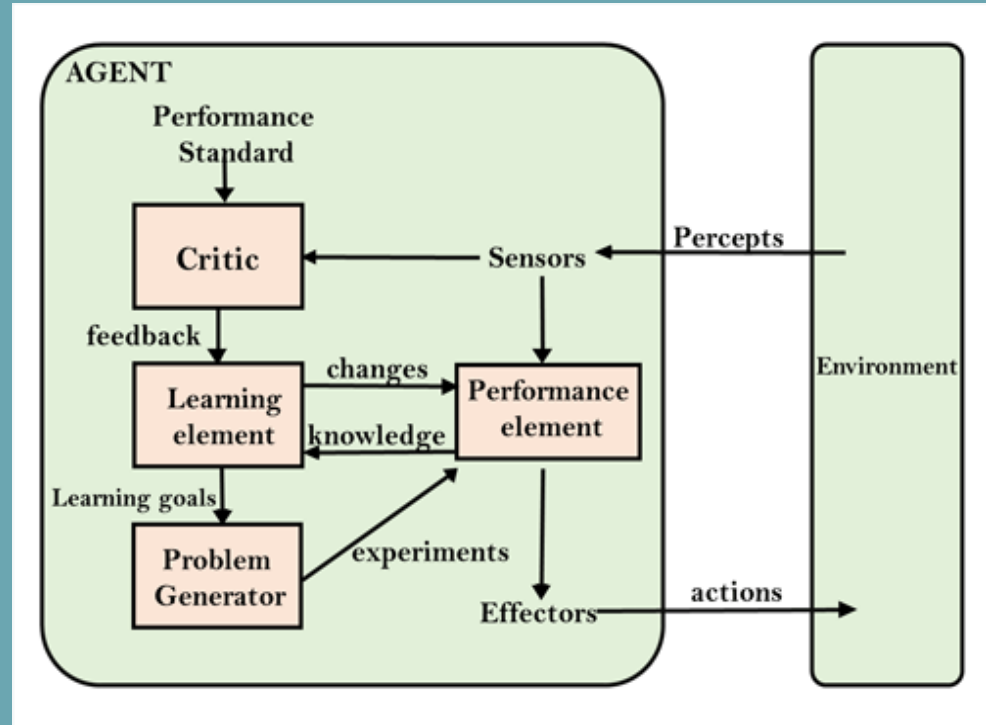 AGENT
Performance
Standard
Critic
Sensors
Percepts
feedback
changes
Environment
Learning
element
Performance
element
knowledge
Learning goals
experiments
Problem
Generator
actions
Effectors